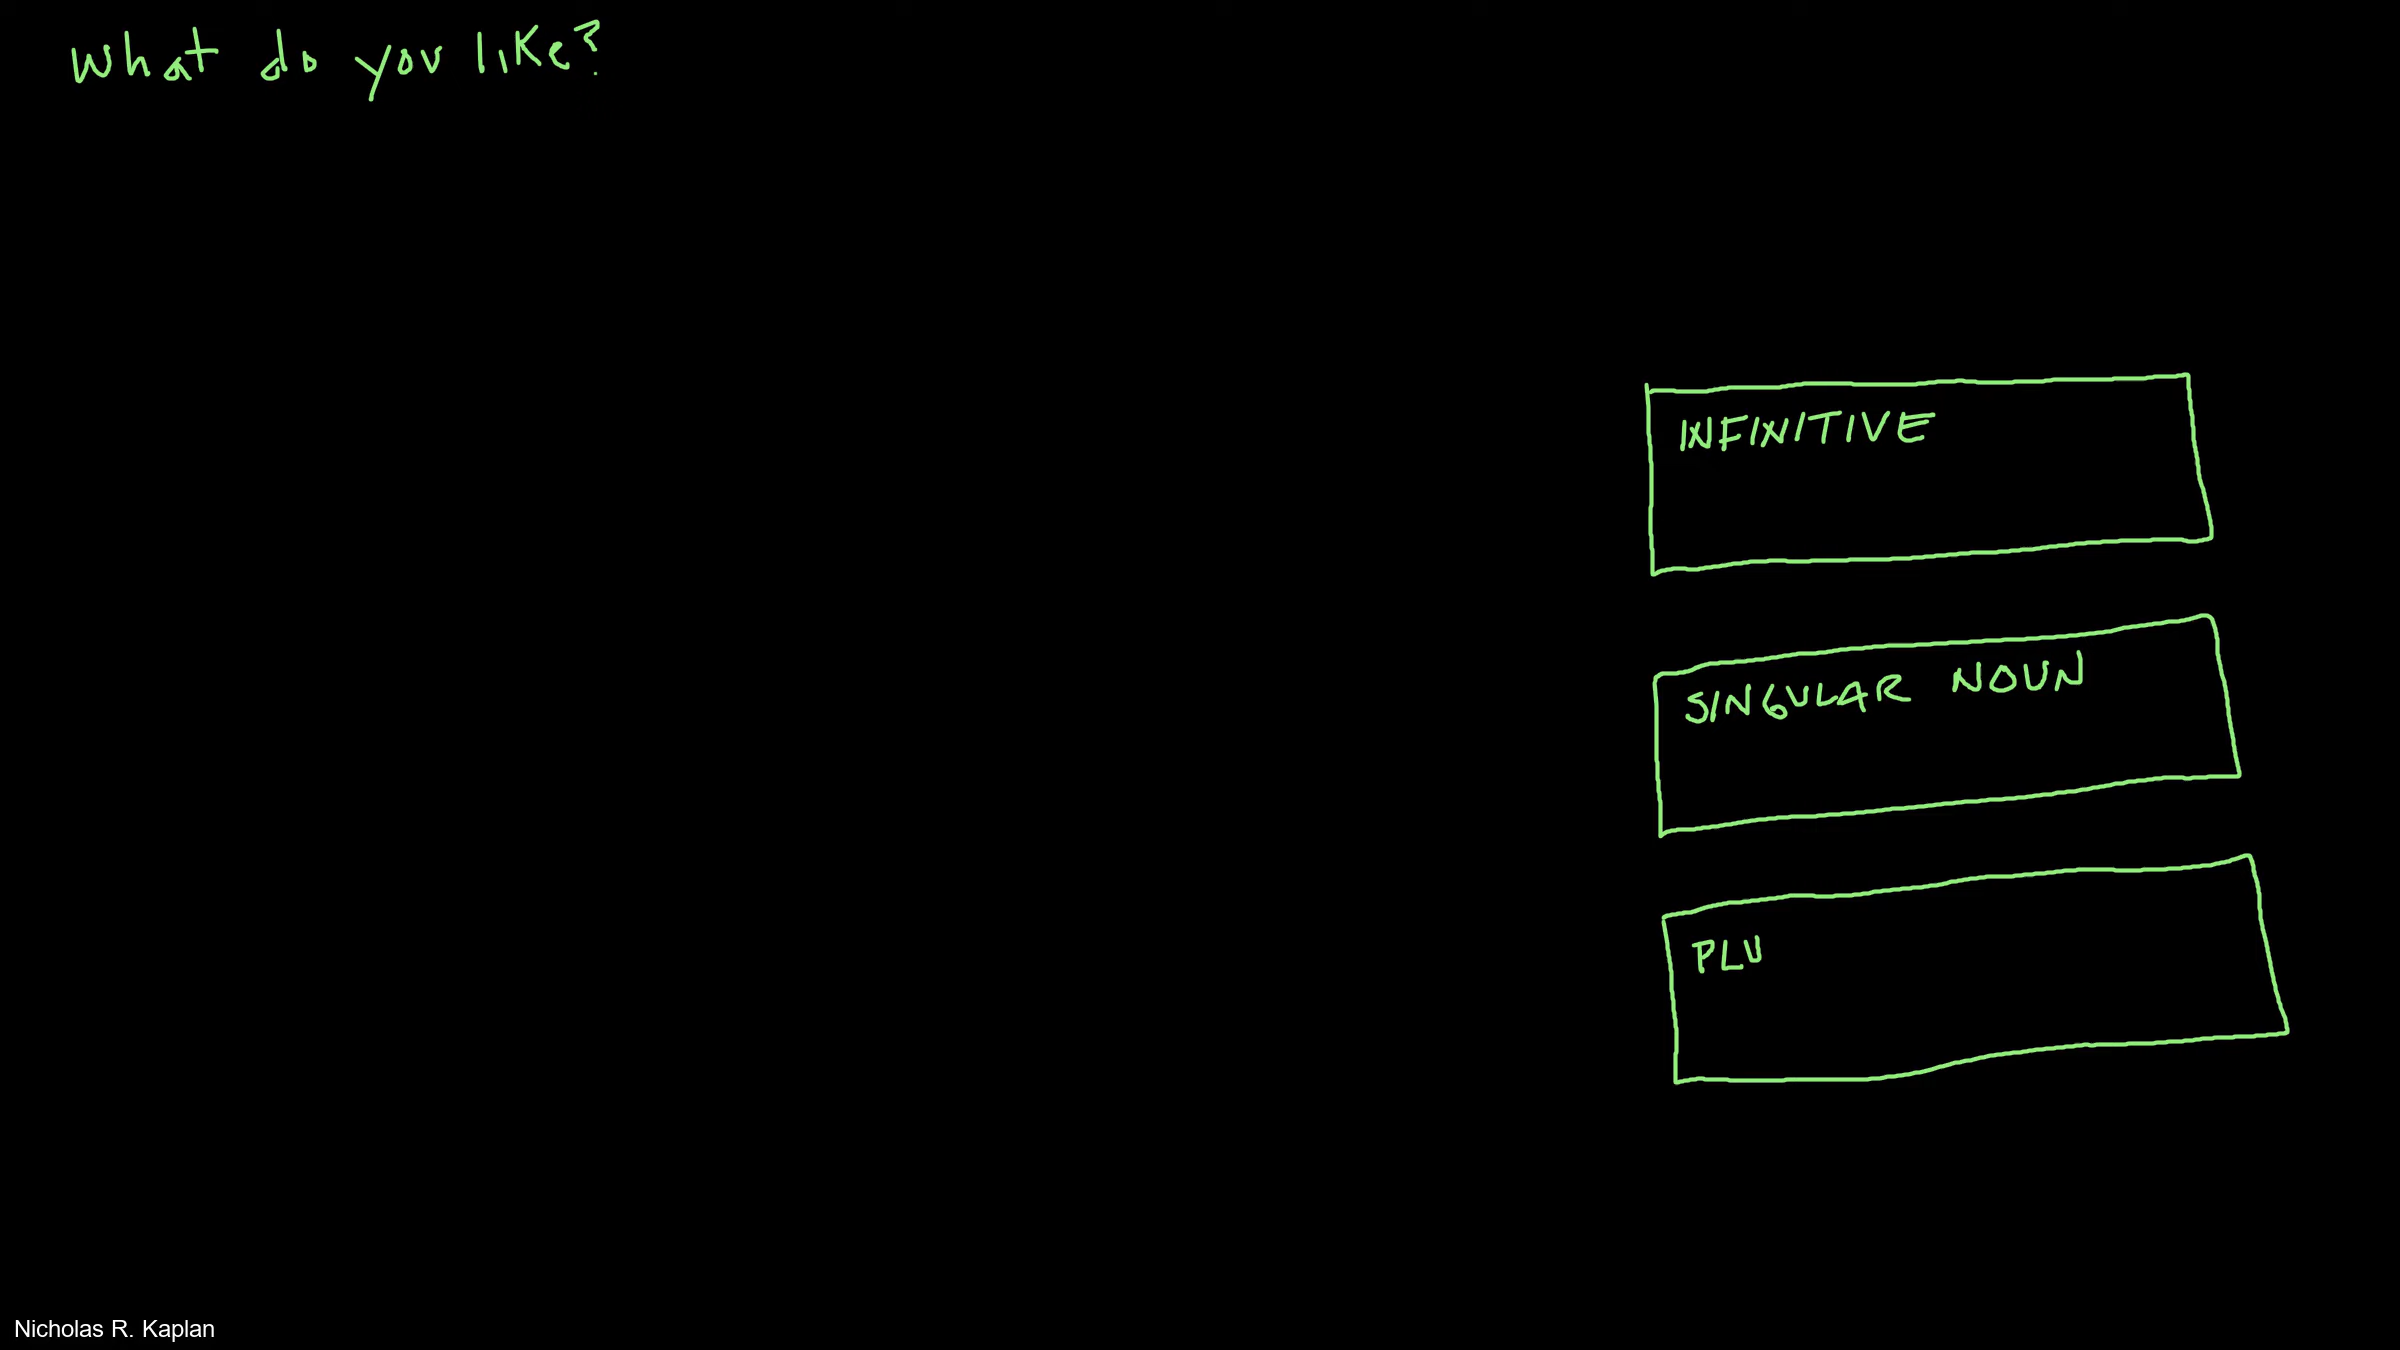 What do you like?
INFINITIVE
SINGULAR NOUN
PLU
Nicholas R. Kaplan